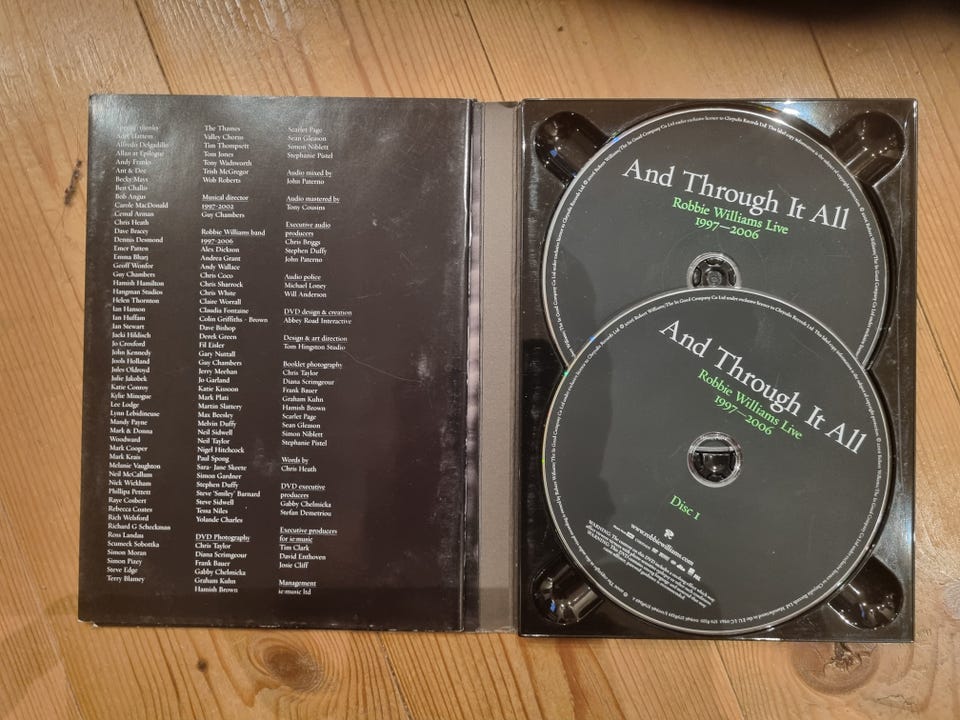 Special thanks
Alfredo Delgadillo
Allan at Epilogue
Andy Franks
Ant & Dec
Becky Mays
Ben Challo
Bob Angus
Carole MacDonald
Cemal Arman
Chris Heath
Dave Bracey
Dennis Desmond
Emer Patten
Emma Bharj
Geoff Wonfor
Guy Chambers
Hamish Hamilton
Hangman Studios
Helen Thornton
Ian Hanson
Ian Huffam
Ian Stewart
Jacki Hildisch
Jo Crosford
John Kennedy
Jools Holland
Jules Oldroyd
Julie Jakobek
Katie Conroy
Kylie Minogue
Lee Lodge
Lynn Lebidineuse
Mandy Payne
Mark & Donna
Woodward
Mark Cooper
Mark Krais
Melanie Vaughton
Neil McCallum
Nick Wickham
Phillipa Pettett
Raye Cosbert
Rebecca Coates
Rich Welsford
Richard G Scheckman
Ross Landau
Scumeck Sobottka
Simon Moran
Simon Pizey
Steve Edge
Terry Blamey
The Thames
Valley Chorus
Tim Thompsett
Tom Jones
Tony Wadsworth
Trish McGregor
Wob Roberts
Musical director
1997-2002
Guy Chambers
Robbie Williams band
1997-2006
Alex Dickson
Andrea Grant
Andy Wallace
Chris Coco
Chris Sharrock
Chris White
Claire Worrall
Claudia Fontaine
Colin Griffiths - Brown
Dave Bishop
Derek Green
Fil Eisler
Gary Nuttall
Guy Chambers
Jerry Meehan
Jo Garland
Katie Kissoon
Mark Plati
Martin Slattery
Max Beesley
Melvin Duffy
Neil Sidwell
Neil Taylor
Nigel Hitchcock
Paul Spong
Sara- Jane Skeete
Simon Gardner
Stephen Duffy
Steve 'Smiley' Barnard
Steve Sidwell
Tessa Niles
Yolande Charles
DVD Photography
Chris Taylor
Diana Scrimgeour
Frank Bauer
Gabby Chelmicka
Graham Kuhn
Hamish Brown
Scarlet Page
Sean Gleason
Simon Niblett
Stephanie Pistel
Audio mixed by
John Paterno
Audio mastered by
Tony Cousins
Executive audio
producers
Chris Briggs
Stephen Duffy
John Paterno
Audio police
Michael Loney
Will Anderson
DVD design & creation
Abbey Road Interactive
Design & art direction
Tom Hingston Studio
Booklet photography
Chris Taylor
Diana Scrimgeour
Frank Bauer
Graham Kuhn
Hamish Brown
Scarlet Page
Sean Gleason
Simon Niblett
Stephanie Pistel
Words by
Chris Heath
DVD executive
producers
Gabby Chelmicka
Stefan Demetriou
Executive producers
for ie:music
Tim Clark
David Enthoven
Josie Cliff
Management
ie:music ltd
And Through It All
Robbie Williams Live
1997—2006
And Through It All
Robbie Williams Live
1997—2006
Disc 1
www.robbiewilliams.com